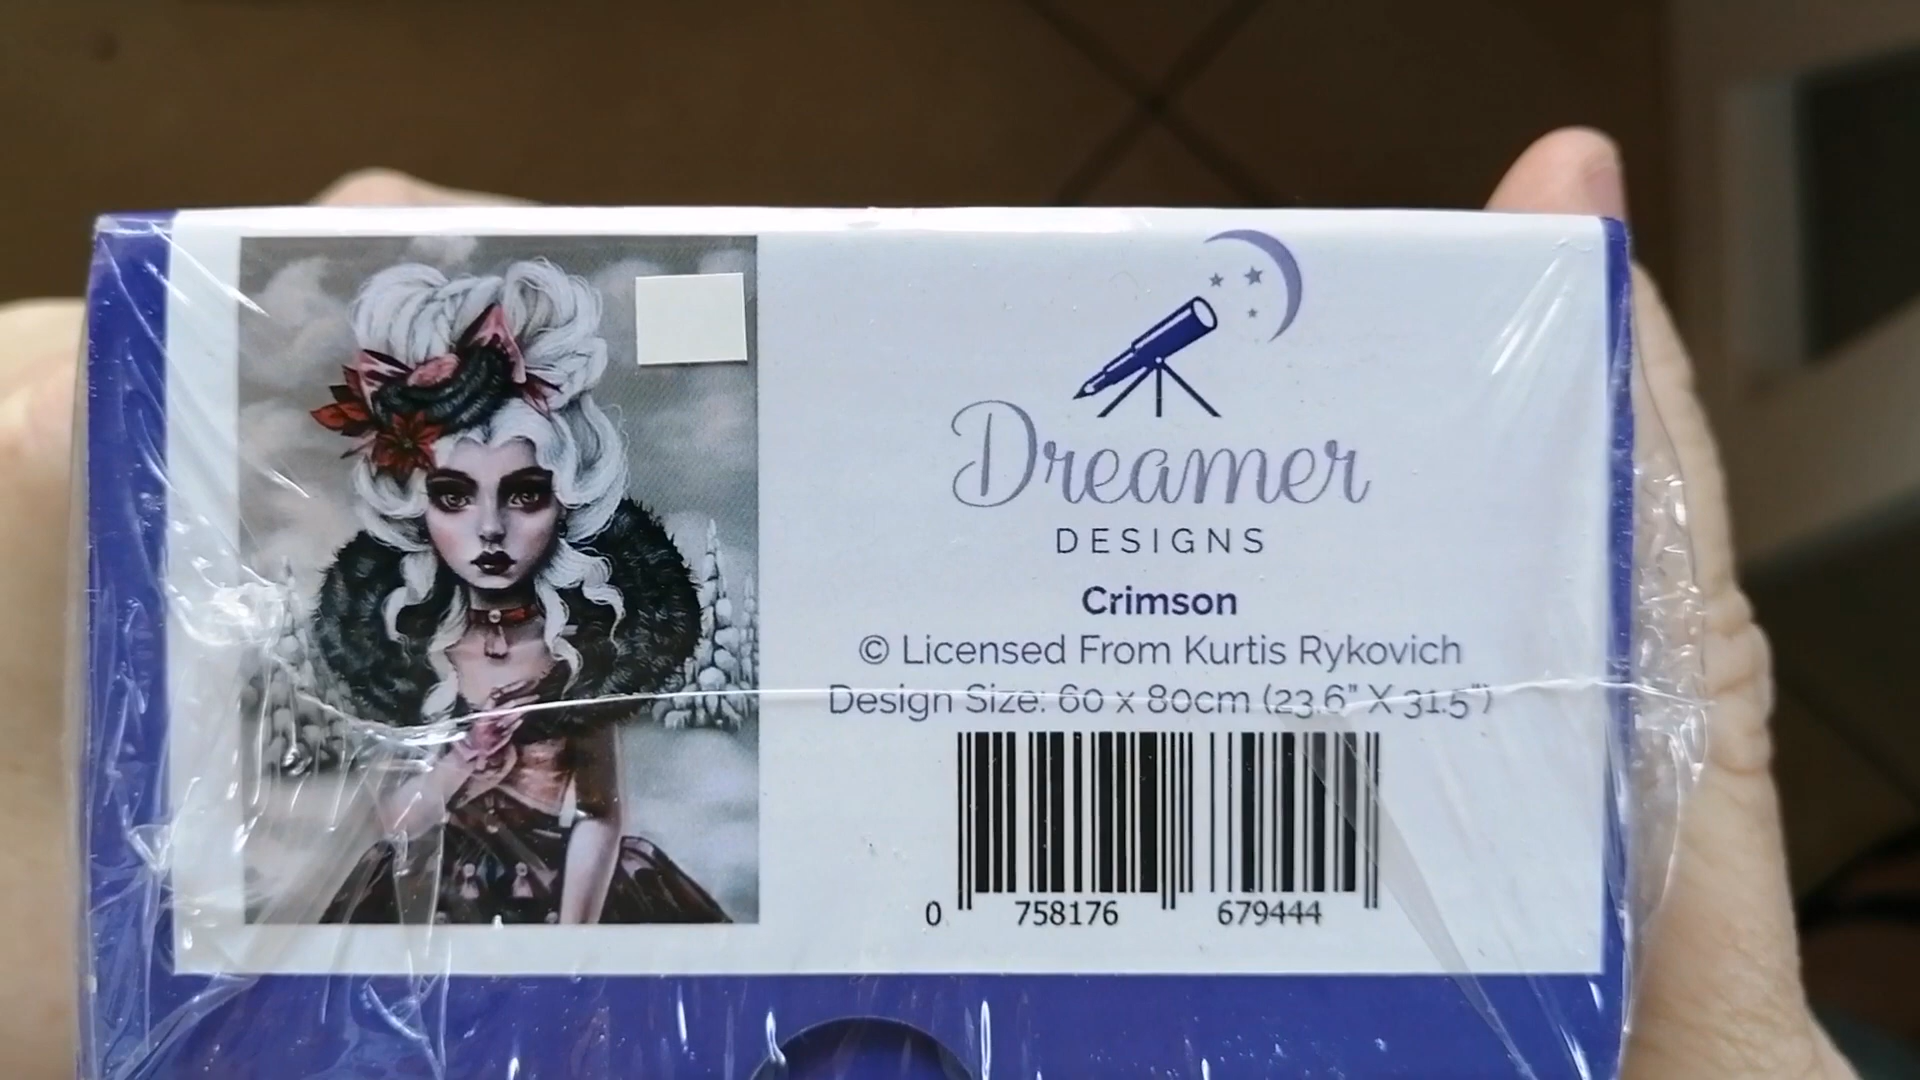 Dreamer
DESIGNS
Crimson
© Licensed From Kurtis Rykovich
Design Size: 60 x 80cm (23.6" X 31.5")
0 758176 679444